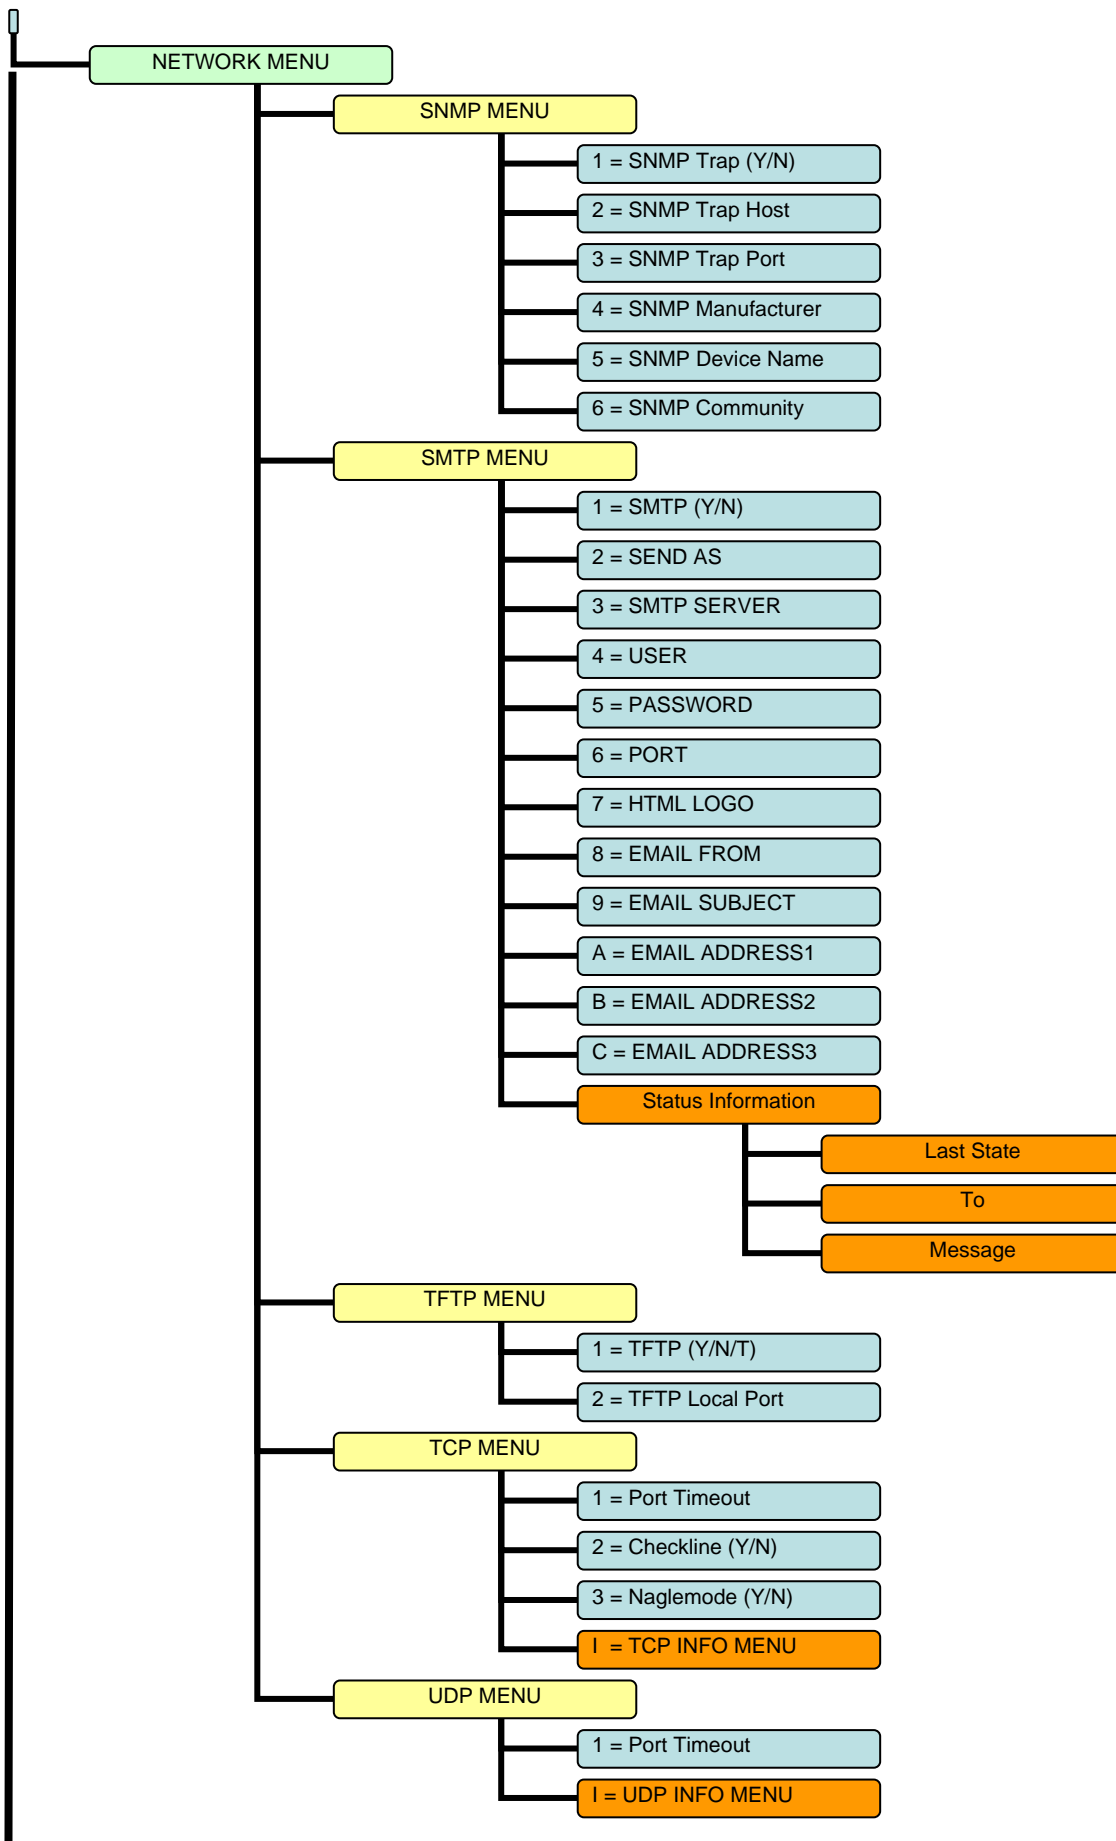 NETWORK MENU
SNMP MENU
1 = SNMP Trap (Y/N)
2 = SNMP Trap Host
3 = SNMP Trap Port
4 = SNMP Manufacturer
5 = SNMP Device Name
6 = SNMP Community
SMTP MENU
1 = SMTP (Y/N)
2 = SEND AS
3 = SMTP SERVER
4 = USER
5 = PASSWORD
6 = PORT
7 = HTML LOGO
8 = EMAIL FROM
9 = EMAIL SUBJECT
A = EMAIL ADDRESS1
B = EMAIL ADDRESS2
C = EMAIL ADDRESS3
Status Information
Last State
To
Message
TFTP MENU
1 = TFTP (Y/N/T)
2 = TFTP Local Port
TCP MENU
1 = Port Timeout
2 = Checkline (Y/N)
3 = Naglemode (Y/N)
I  = TCP INFO MENU
UDP MENU
1 = Port Timeout
I = UDP INFO MENU